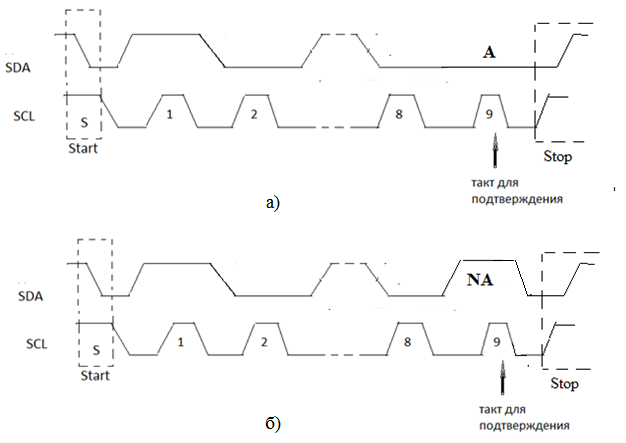 SDA
A
SCL
S
1
2
8
9
Start
Stop
такт для
подтверждения
а)
SDA
NA
SCL
S
1
2
8
9
Start
Stop
такт для
подтверждения
б)